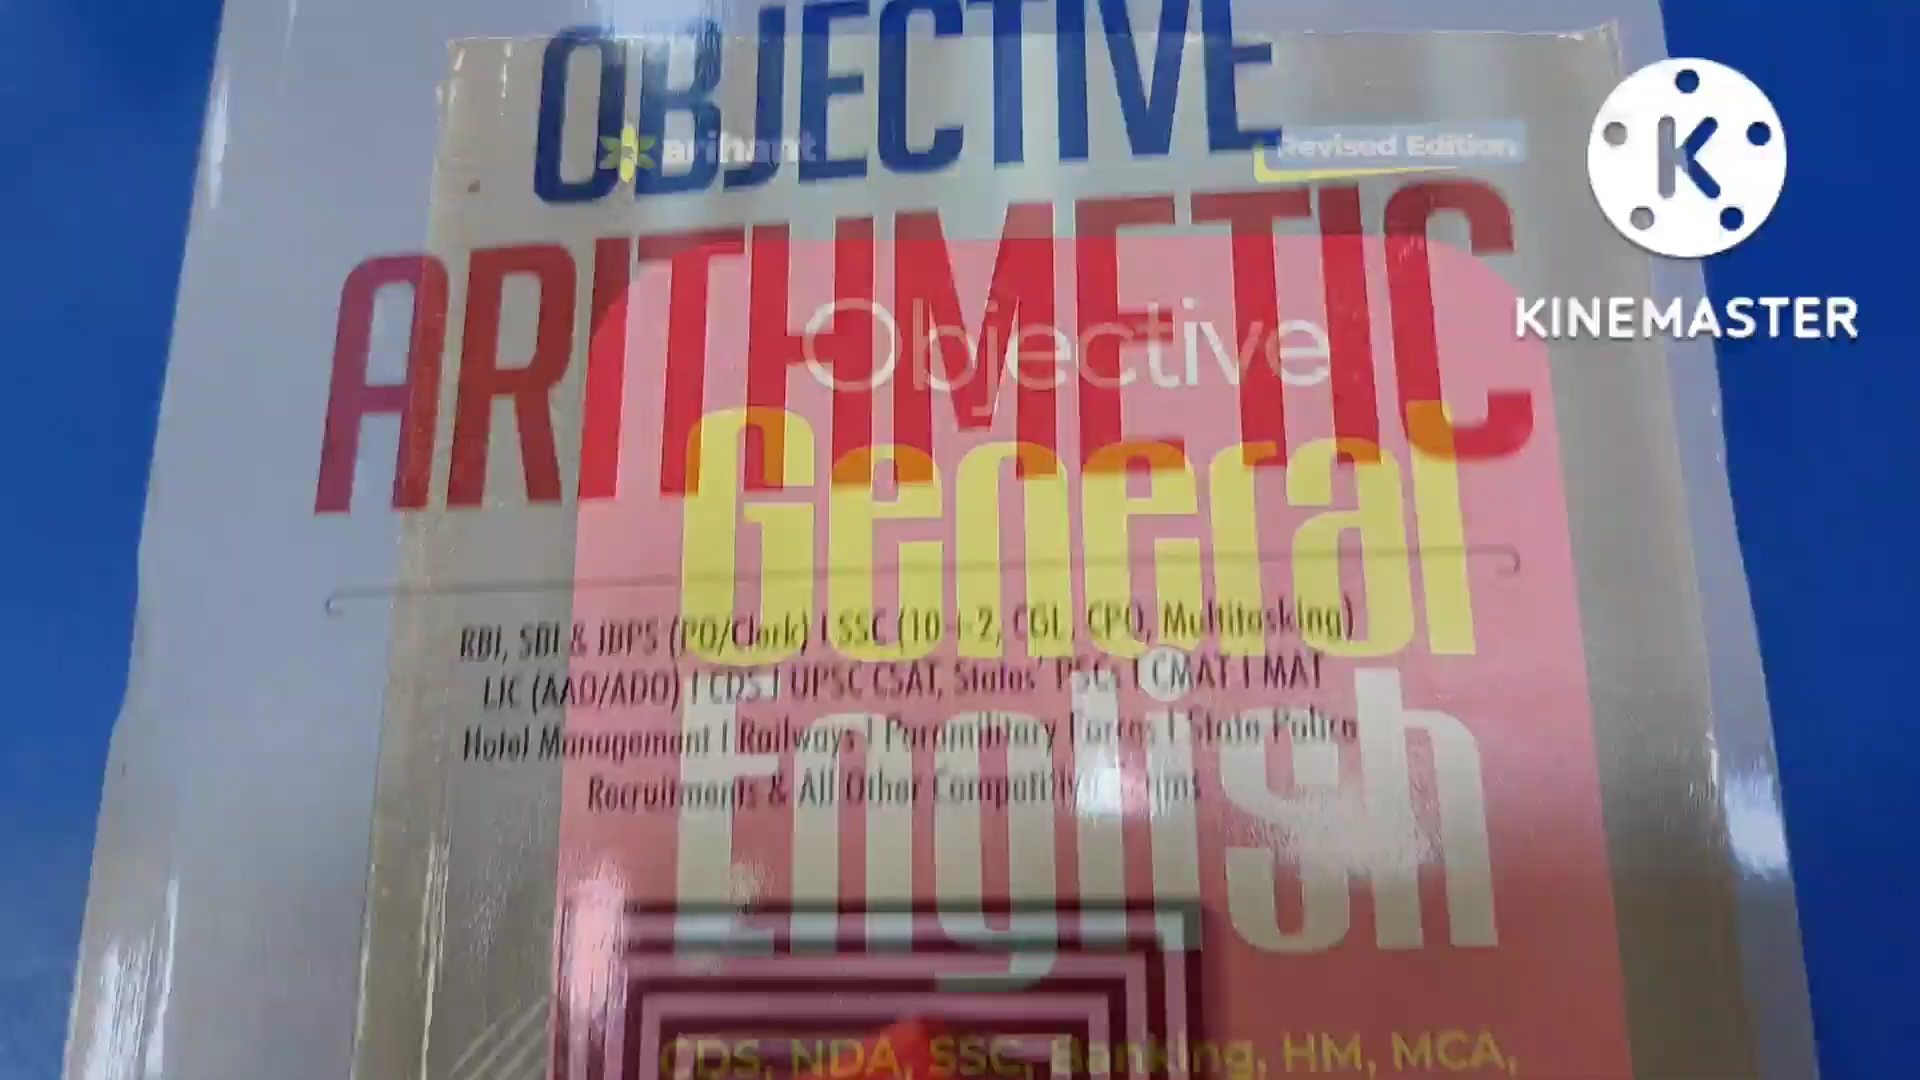 OBJECTIVE
ARITHMETIC
RBI, SBI & IBPS (PO/Clerk) I SSC (10+2, CGL, CPO, Multitasking)
LIC (AAO/ADO) I CDS I UPSC CSAT, States' PSCs I CMAT I MAT
Hotel Management I Railways I Paramilitary Forces I State Police
Recruitments & All Other Competitive Exams
arihant
Revised Edition
Objective
General
English
CDS, NDA, SSC, Banking, HM, MCA,
K
KINEMASTER